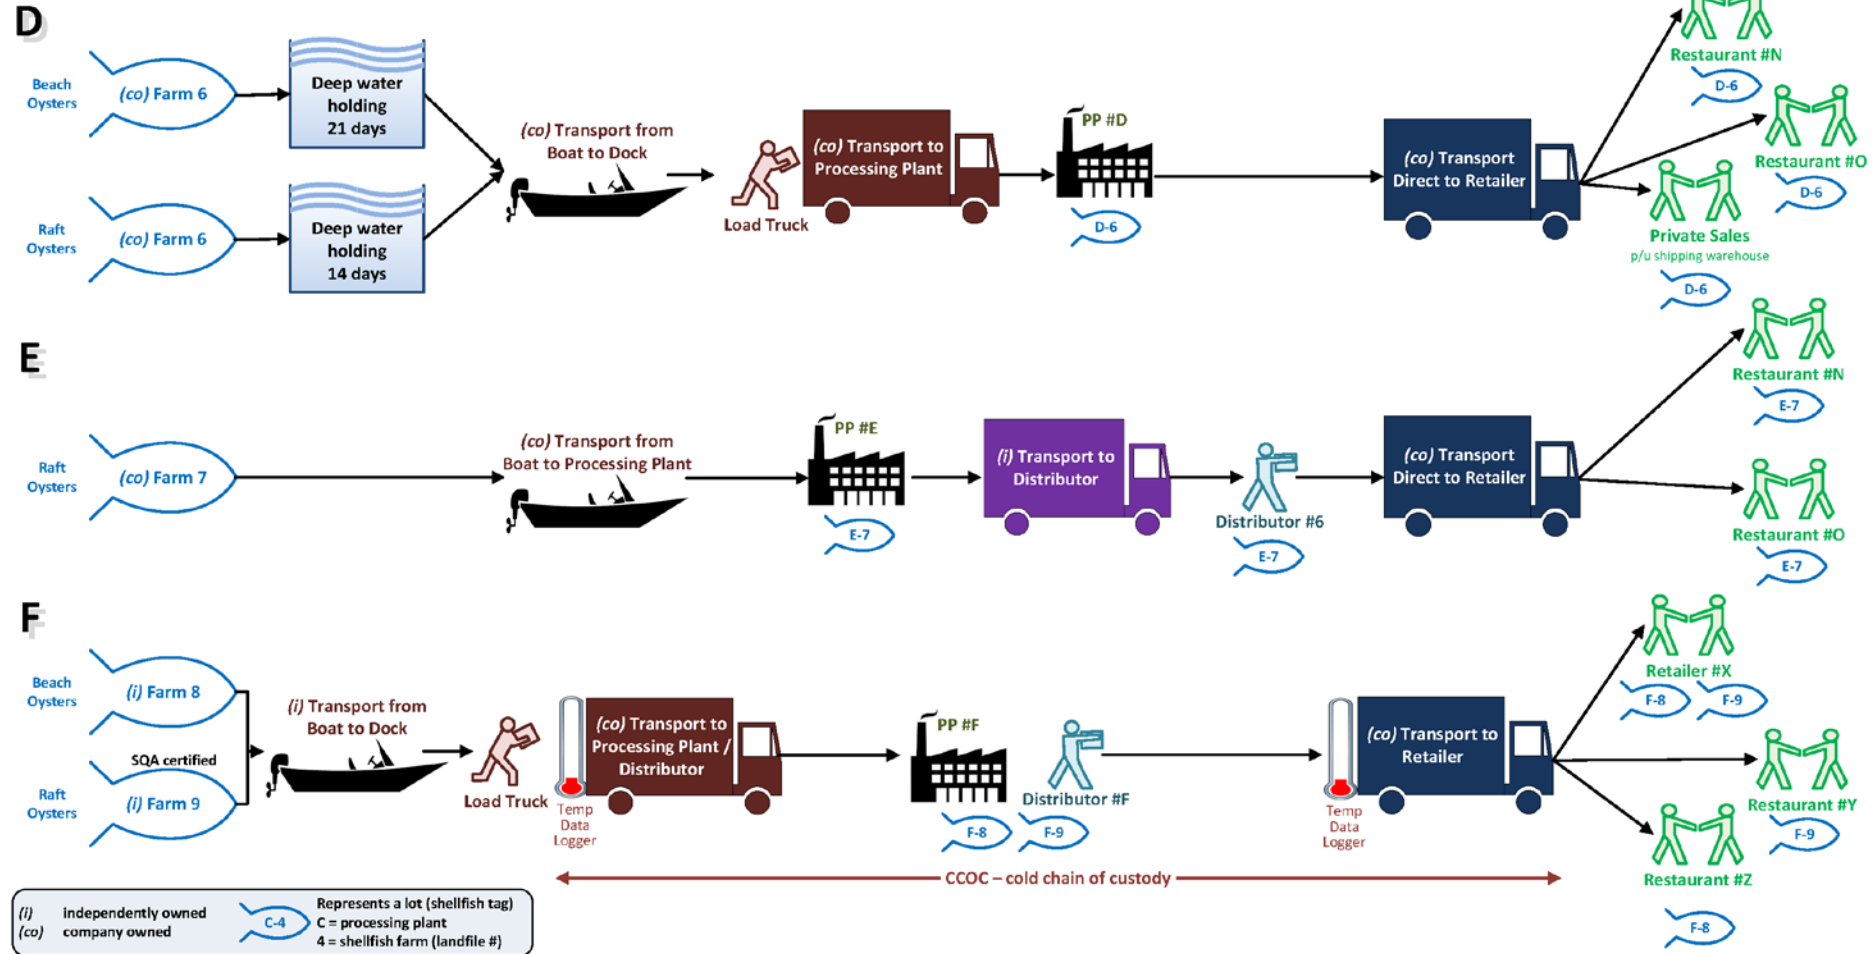 D
Beach
Oysters
(co) Farm 6
Deep water
holding
21 days
Raft
Oysters
(co) Farm 6
Deep water
holding
14 days
(co) Transport from
Boat to Dock
Load Truck
(co) Transport to
Processing Plant
PP #D
D-6
(co) Transport
Direct to Retailer
Restaurant #N
D-6
Restaurant #O
D-6
Private Sales
p/u shipping warehouse
D-6
E
Raft
Oysters
(co) Farm 7
(co) Transport from
Boat to Processing Plant
PP #E
E-7
(i) Transport to
Distributor
Distributor #6
E-7
(co) Transport
Direct to Retailer
Restaurant #N
E-7
Restaurant #O
E-7
F
Beach
Oysters
(i) Farm 8
SQA certified
Raft
Oysters
(i) Farm 9
(i) Transport from
Boat to Dock
Load Truck
Temp
Data
Logger
(co) Transport to
Processing Plant /
Distributor
PP #F
Distributor #F
F-8
F-9
Temp
Data
Logger
(co) Transport to
Retailer
Retailer #X
F-8
F-9
Restaurant #Y
F-9
Restaurant #Z
F-8
CCOC – cold chain of custody
(i) independently owned
(co) company owned
C-4
Represents a lot (shellfish tag)
C = processing plant
4 = shellfish farm (landfile #)